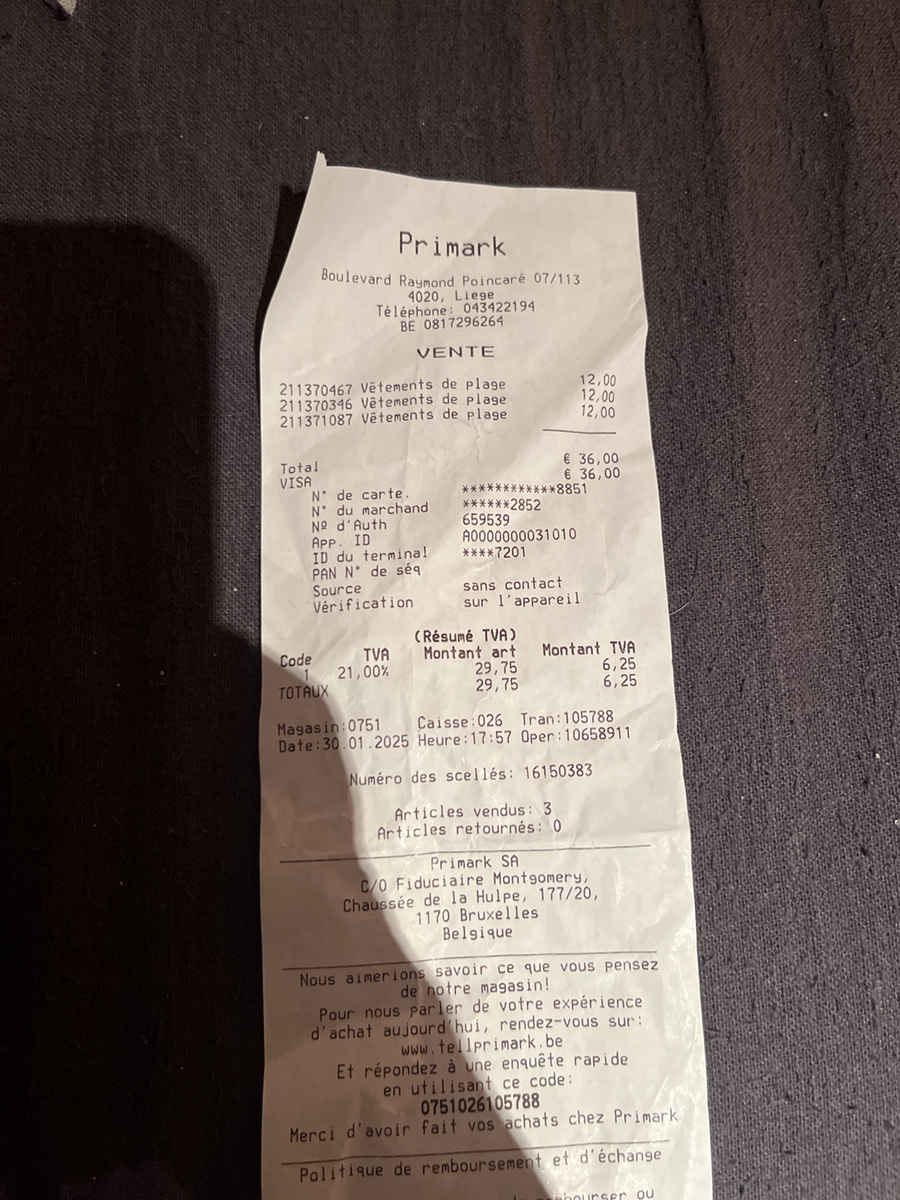 Primark
Boulevard Raymond Poincaré 07/113
4020, Liege
Téléphone: 043422194
BE 0817296264
VENTE
211370467 Vêtements de plage 12,00
211370346 Vêtements de plage 12,00
211371087 Vêtements de plage 12,00
Total € 36,00
VISA € 36,00
N° de carte. ************8851
N° du marchand ******2852
Nº d'Auth 659539
App. ID A0000000031010
ID du terminal ****7201
PAN N° de séq
Source sans contact
Vérification sur l'appareil
(Résumé TVA)
Code TVA Montant art Montant TVA
1 21,00% 29,75 6,25
TOTAUX 29,75 6,25
Magasin:0751 Caisse:026 Tran:105788
Date:30.01.2025 Heure:17:57 Oper:10658911
Numéro des scellés: 16150383
Articles vendus: 3
Articles retournés: 0
Primark SA
C/O Fiduciaire Montgomery,
Chaussée de la Hulpe, 177/20,
1170 Bruxelles
Belgique
Nous aimerions savoir ce que vous pensez
de notre magasin!
Pour nous parler de votre expérience
d'achat aujourd'hui, rendez-vous sur:
www.tellprimark.be
Et répondez à une enquête rapide
en utilisant ce code:
0751026105788
Merci d'avoir fait vos achats chez Primark
Politique de remboursement et d'échange
ou